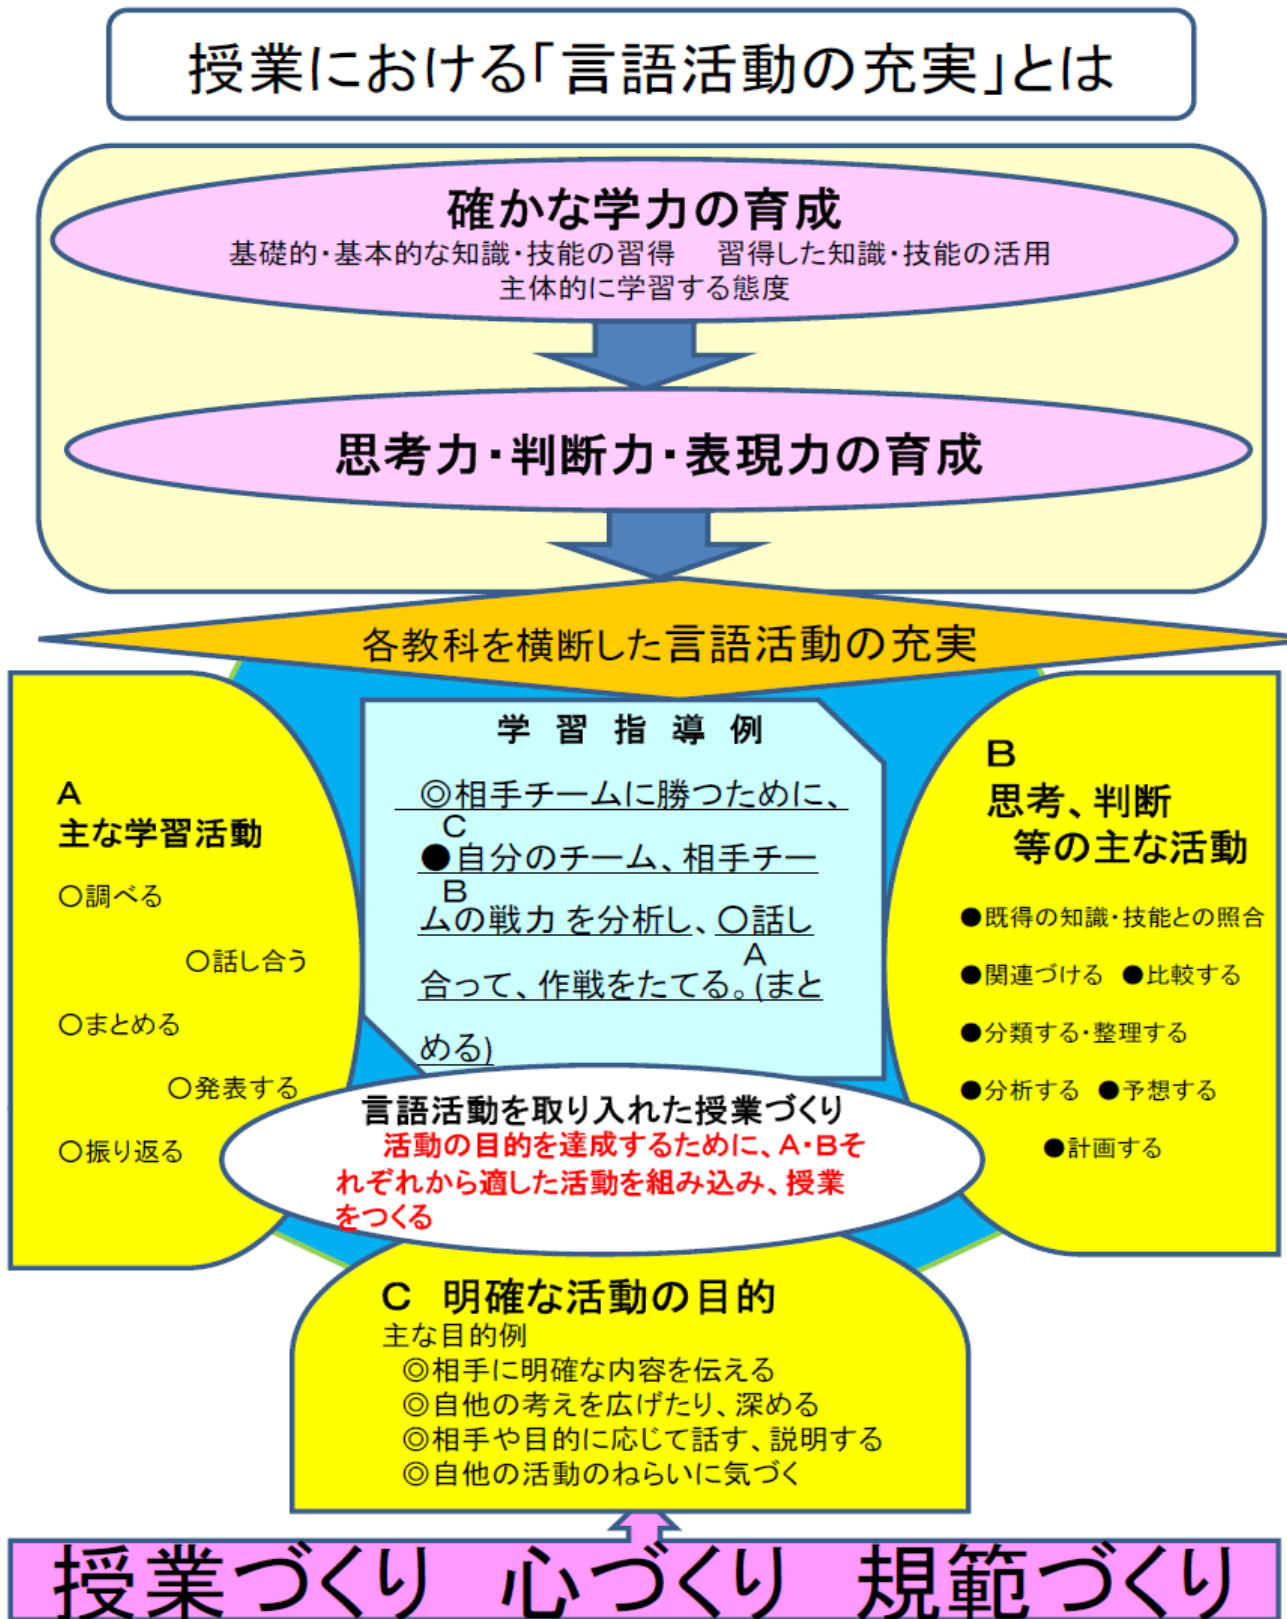 授業における「言語活動の充実」とは
確かな学力の育成
基礎的・基本的な知識・技能の習得　習得した知識・技能の活用
主体的に学習する態度
思考力・判断力・表現力の育成
各教科を横断した言語活動の充実
A
主な学習活動
○調べる
○話し合う
○まとめる
○発表する
○振り返る
学 習 指 導 例
◎相手チームに勝つために、
C
●自分のチーム、相手チー
B
ムの戦力 を分析し、○話し
A
合って、作戦をたてる。(まと
める)
B
思考、判断
等の主な活動
●既得の知識・技能との照合
●関連づける ●比較する
●分類する・整理する
●分析する ●予想する
●計画する
言語活動を取り入れた授業づくり
活動の目的を達成するために、A・Bそ
れぞれから適した活動を組み込み、授業
をつくる
C 明確な活動の目的
主な目的例
◎相手に明確な内容を伝える
◎自他の考えを広げたり、深める
◎相手や目的に応じて話す、説明する
◎自他の活動のねらいに気づく
授業づくり 心づくり 規範づくり